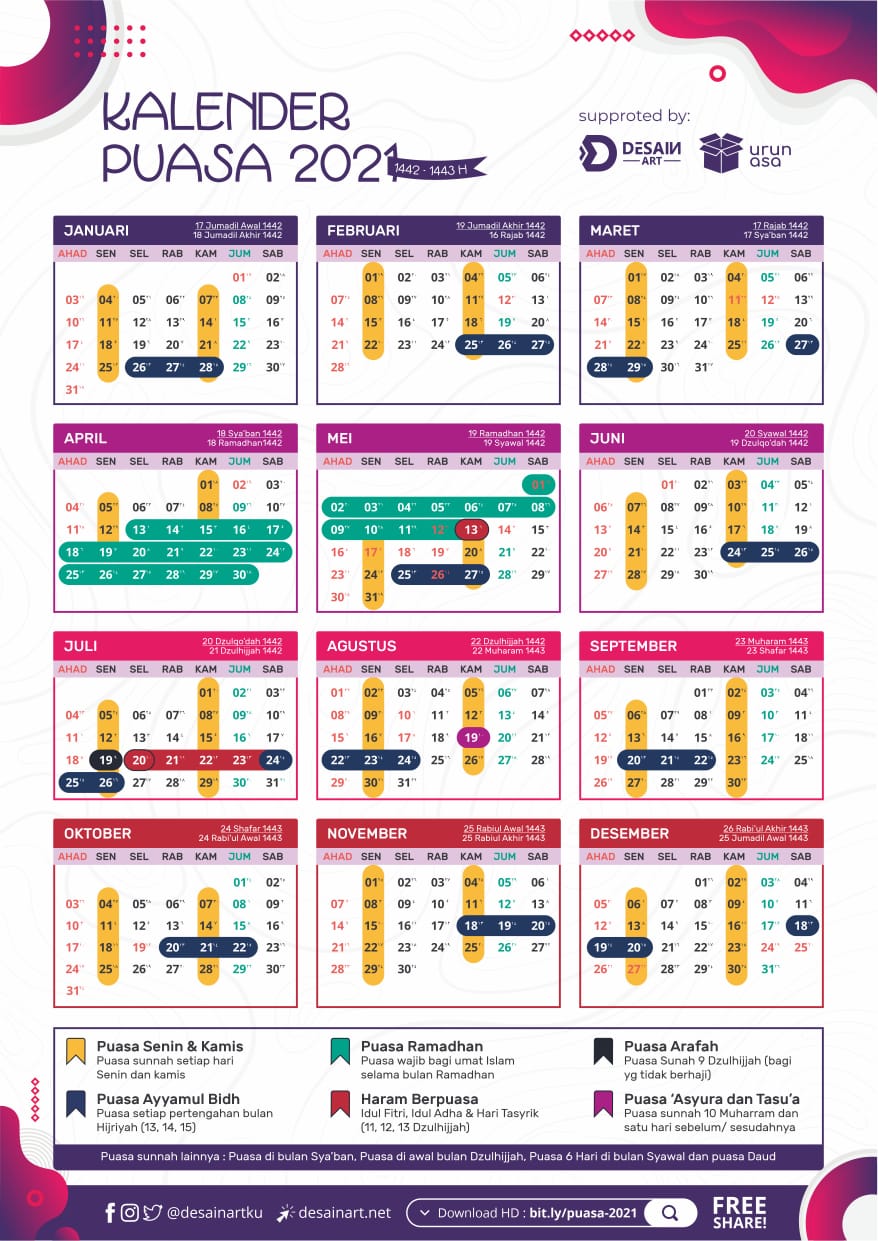 KALENDER
PUASA 2021
1442 - 1443 H
supproted by:
DESAIN
ART
urun
asa
JANUARI
17 Jumadil Awal 1442
18 Jumadil Akhir 1442
AHAD SEN SEL RAB KAM JUM SAB
01 02
03 04 05 06 07 08 09
10 11 12 13 14 15 16
17 18 19 20 21 22 23
24 25 26 27 28 29 30
31
FEBRUARI
19 Jumadil Akhir 1442
16 Rajab 1442
AHAD SEN SEL RAB KAM JUM SAB
01 02 03 04 05 06
07 08 09 10 11 12 13
14 15 16 17 18 19 20
21 22 23 24 25 26 27
28
MARET
17 Rajab 1442
17 Sya'ban 1442
AHAD SEN SEL RAB KAM JUM SAB
01 02 03 04 05 06
07 08 09 10 11 12 13
14 15 16 17 18 19 20
21 22 23 24 25 26 27
28 29 30 31
APRIL
18 Sya'ban 1442
18 Ramadhan1442
AHAD SEN SEL RAB KAM JUM SAB
01 02 03
04 05 06 07 08 09 10
11 12 13 14 15 16 17
18 19 20 21 22 23 24
25 26 27 28 29 30
MEI
19 Ramadhan 1442
19 Syawal 1442
AHAD SEN SEL RAB KAM JUM SAB
01
02 03 04 05 06 07 08
09 10 11 12 13 14 15
16 17 18 19 20 21 22
23 24 25 26 27 28 29
30 31
JUNI
20 Syawal 1442
19 Dzulqo'dah 1442
AHAD SEN SEL RAB KAM JUM SAB
01 02 03 04 05
06 07 08 09 10 11 12
13 14 15 16 17 18 19
20 21 22 23 24 25 26
27 28 29 30
JULI
20 Dzulqo'dah 1442
21 Dzulhijjah 1442
AHAD SEN SEL RAB KAM JUM SAB
01 02 03
04 05 06 07 08 09 10
11 12 13 14 15 16 17
18 19 20 21 22 23 24
25 26 27 28 29 30 31
AGUSTUS
22 Dzulhijjah 1442
22 Muharam 1443
AHAD SEN SEL RAB KAM JUM SAB
01 02 03 04 05 06 07
08 09 10 11 12 13 14
15 16 17 18 19 20 21
22 23 24 25 26 27 28
29 30 31
SEPTEMBER
23 Muharam 1443
23 Shafar 1443
AHAD SEN SEL RAB KAM JUM SAB
01 02 03 04
05 06 07 08 09 10 11
12 13 14 15 16 17 18
19 20 21 22 23 24 25
26 27 28 29 30
OKTOBER
24 Shafar 1443
24 Rabi'ul Awal 1443
AHAD SEN SEL RAB KAM JUM SAB
01 02
03 04 05 06 07 08 09
10 11 12 13 14 15 16
17 18 19 20 21 22 23
24 25 26 27 28 29 30
31
NOVEMBER
25 Rabiul Awal 1443
25 Rabiul Akhir 1443
AHAD SEN SEL RAB KAM JUM SAB
01 02 03 04 05 06
07 08 09 10 11 12 13
14 15 16 17 18 19 20
21 22 23 24 25 26 27
28 29 30
DESEMBER
26 Rabi'ul Akhir 1443
25 Jumadil Awal 1443
AHAD SEN SEL RAB KAM JUM SAB
01 02 03 04
05 06 07 08 09 10 11
12 13 14 15 16 17 18
19 20 21 22 23 24 25
26 27 28 29 30 31
Puasa Senin & Kamis
Puasa sunnah setiap hari
Senin dan kamis
Puasa Ramadhan
Puasa wajib bagi umat Islam
selama bulan Ramadhan
Puasa Arafah
Puasa Sunah 9 Dzulhijjah (bagi
yg tidak berhaji)
Puasa Ayyamul Bidh
Puasa setiap pertengahan bulan
Hijriyah (13, 14, 15)
Haram Berpuasa
Idul Fitri, Idul Adha & Hari Tasyrik
(11, 12, 13 Dzulhijjah)
Puasa 'Asyura dan Tasu'a
Puasa sunnah 10 Muharram dan
satu hari sebelum/ sesudahnya
Puasa sunnah lainnya : Puasa di bulan Sya'ban, Puasa di awal bulan Dzulhijjah, Puasa 6 Hari di bulan Syawal dan puasa Daud
@desainartku
desainart.net
Download HD : bit.ly/puasa-2021
FREE
SHARE!